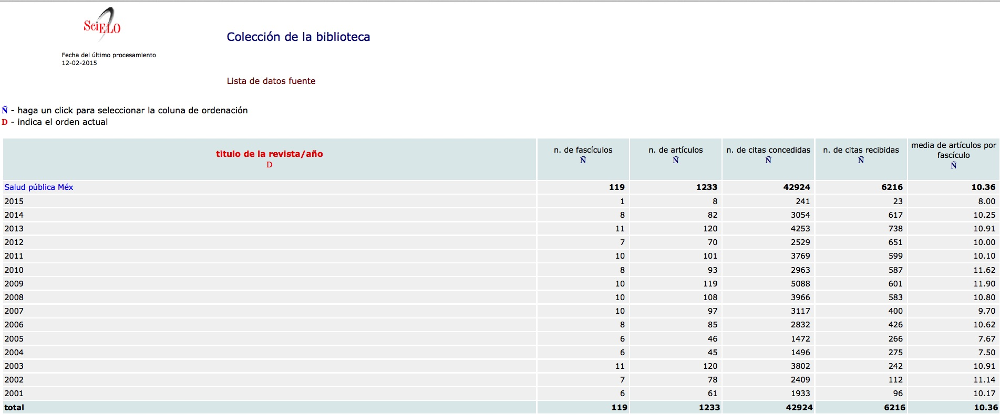 SciELO
Colección de la biblioteca
Fecha del último procesamiento
12-02-2015
Lista de datos fuente
Ñ - haga un click para seleccionar la coluna de ordenación
D - indica el orden actual
titulo de la revista/año D n. de fascículos Ñ n. de artículos Ñ n. de citas concedidas Ñ n. de citas recibidas Ñ media de artículos por fascículo Ñ
Salud pública Méx 119 1233 42924 6216 10.36
2015 1 8 241 23 8.00
2014 8 82 3054 617 10.25
2013 11 120 4253 738 10.91
2012 7 70 2529 651 10.00
2011 10 101 3769 599 10.10
2010 8 93 2963 587 11.62
2009 10 119 5088 601 11.90
2008 10 108 3966 583 10.80
2007 10 97 3117 400 9.70
2006 8 85 2832 426 10.62
2005 6 46 1472 266 7.67
2004 6 45 1496 275 7.50
2003 11 120 3802 242 10.91
2002 7 78 2409 112 11.14
2001 6 61 1933 96 10.17
total 119 1233 42924 6216 10.36